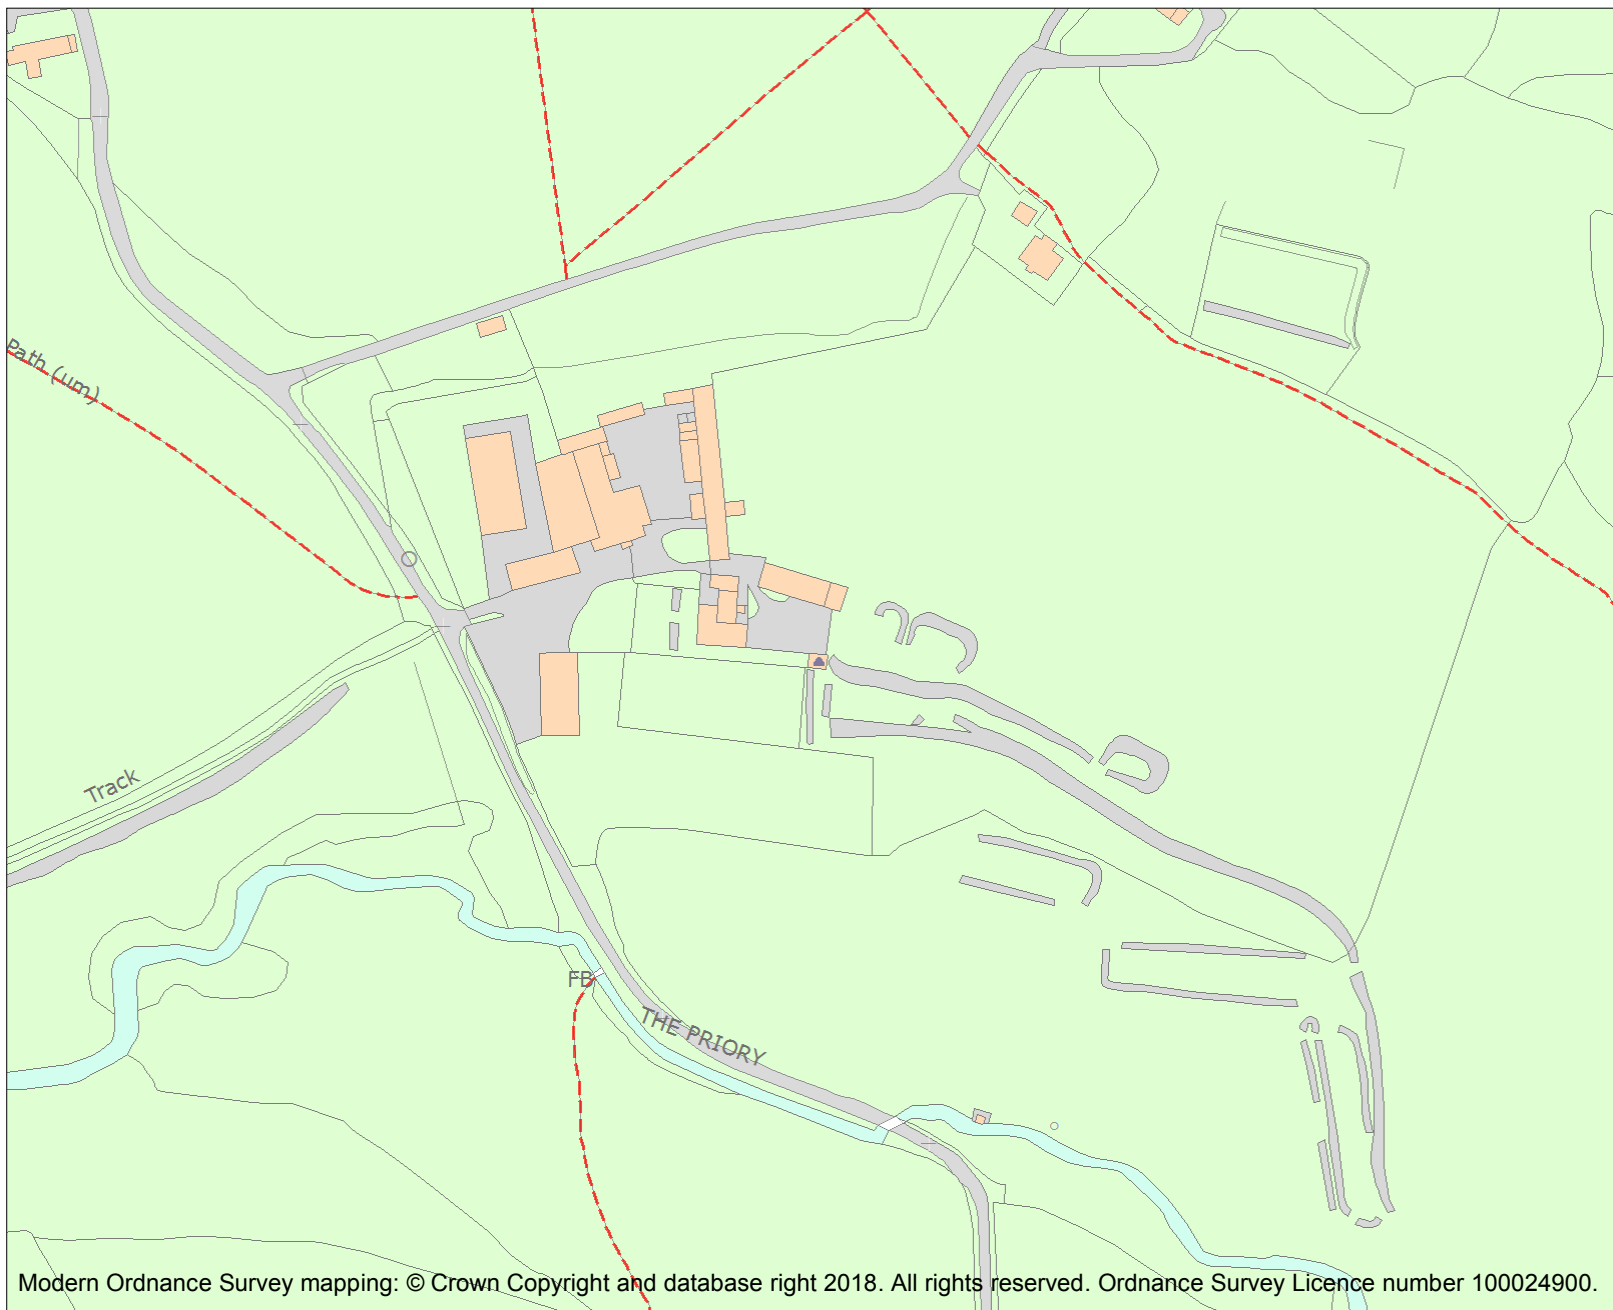 Path (um)
Track
FB
THE PRIORY
Modern Ordnance Survey mapping: © Crown Copyright and database right 2018. All rights reserved. Ordnance Survey Licence number 100024900.